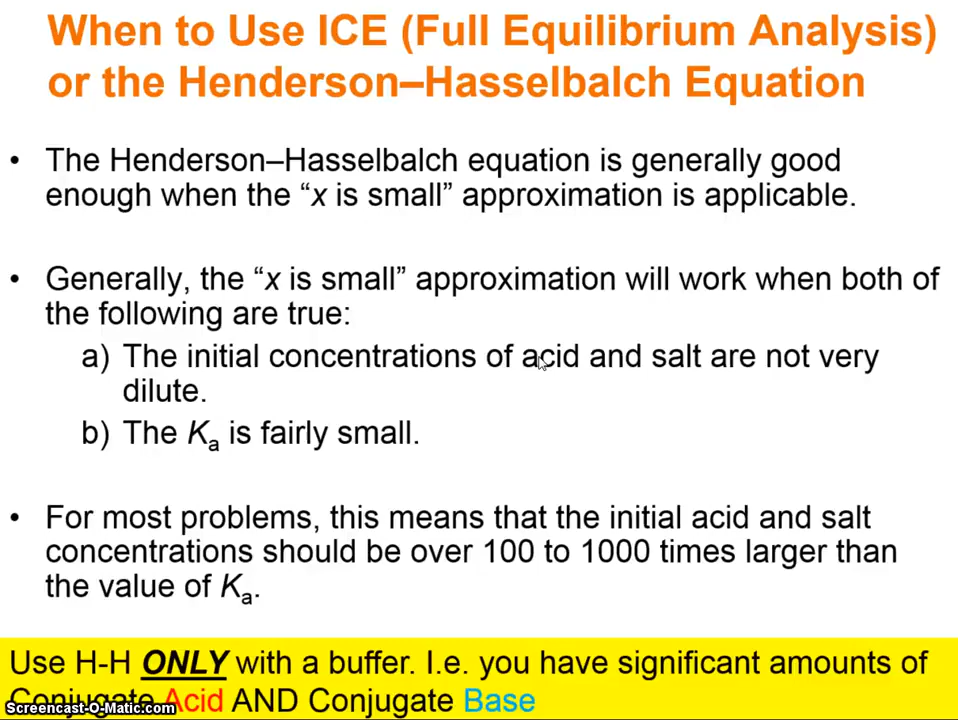 When to Use ICE (Full Equilibrium Analysis)
or the Henderson–Hasselbalch Equation
• The Henderson–Hasselbalch equation is generally good
enough when the “x is small” approximation is applicable.
• Generally, the “x is small” approximation will work when both of
the following are true:
a) The initial concentrations of acid and salt are not very
dilute.
b) The Ka is fairly small.
• For most problems, this means that the initial acid and salt
concentrations should be over 100 to 1000 times larger than
the value of Ka.
Use H-H ONLY with a buffer. I.e. you have significant amounts of
Conjugate Acid AND Conjugate Base
Screencast-O-Matic.com